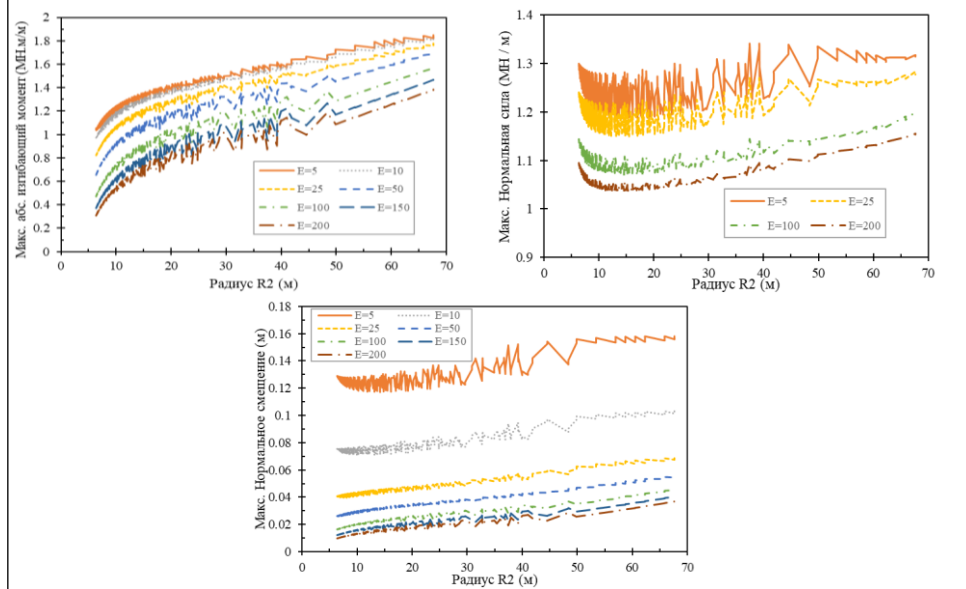 Макс. абс. изгибающий момент (МН.м/м)
2
1.8
1.6
1.4
1.2
1
0.8
0.6
0.4
0.2
0
E=5 E=10
E=25 E=50
E=100 E=150
E=200
0 10 20 30 40 50 60 70
Радиус R2 (м)
Макс. Нормальная сила (МН / м)
1.4
1.3
1.2
1.1
1
0.9
E=5 E=25
E=100 E=200
0 10 20 30 40 50 60 70
Радиус R2 (м)
Макс. Нормальное смещение (м)
0.18
0.16
0.14
0.12
0.1
0.08
0.06
0.04
0.02
0
E=5 E=10
E=25 E=50
E=100 E=150
E=200
0 10 20 30 40 50 60 70
Радиус R2 (м)